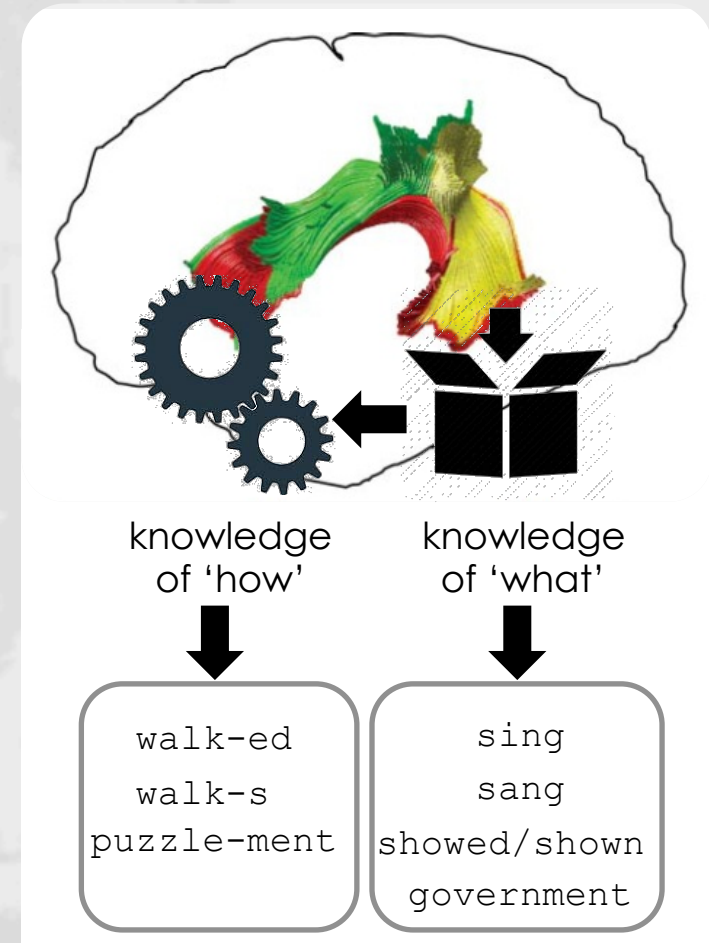 knowledge
of ‘how’
knowledge
of ‘what’
walk-ed
walk-s
puzzle-ment
sing
sang
showed/shown
government